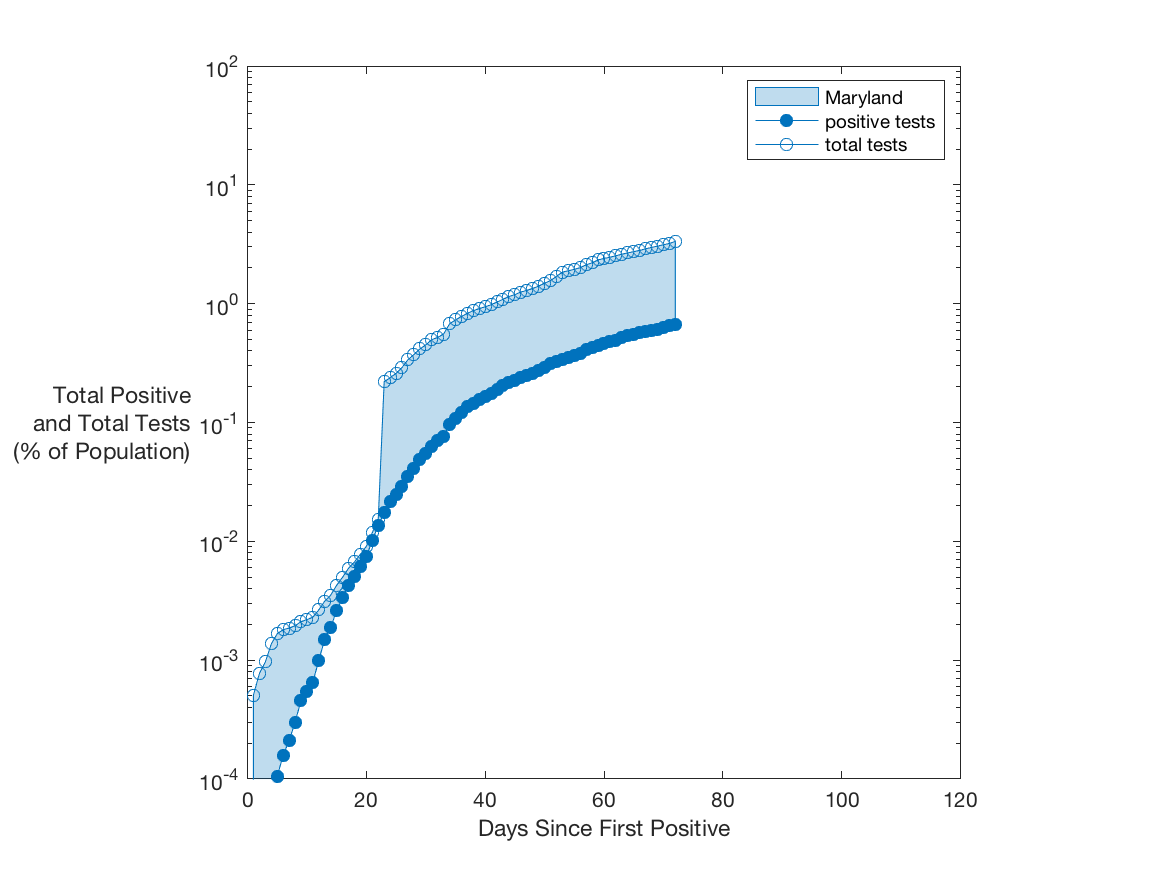 10^2
10^1
10^0
10^-1
10^-2
10^-3
10^-4
Total Positive
and Total Tests
(% of Population)
Maryland
positive tests
total tests
0 20 40 60 80 100 120
Days Since First Positive